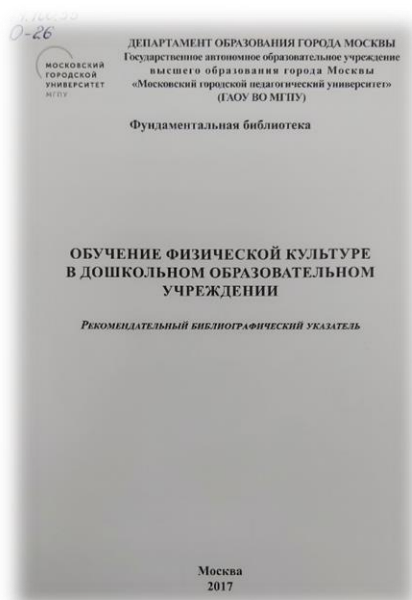 О-26
МОСКОВСКИЙ
ГОРОДСКОЙ
УНИВЕРСИТЕТ
МГПУ
ДЕПАРТАМЕНТ ОБРАЗОВАНИЯ ГОРОДА МОСКВЫ
Государственное автономное образовательное учреждение
высшего образования города Москвы
«Московский городской педагогический университет»
(ГАОУ ВО МГПУ)
Фундаментальная библиотека
ОБУЧЕНИЕ ФИЗИЧЕСКОЙ КУЛЬТУРЕ
В ДОШКОЛЬНОМ ОБРАЗОВАТЕЛЬНОМ
УЧРЕЖДЕНИИ
РЕКОМЕНДАТЕЛЬНЫЙ БИБЛИОГРАФИЧЕСКИЙ УКАЗАТЕЛЬ
Москва
2017